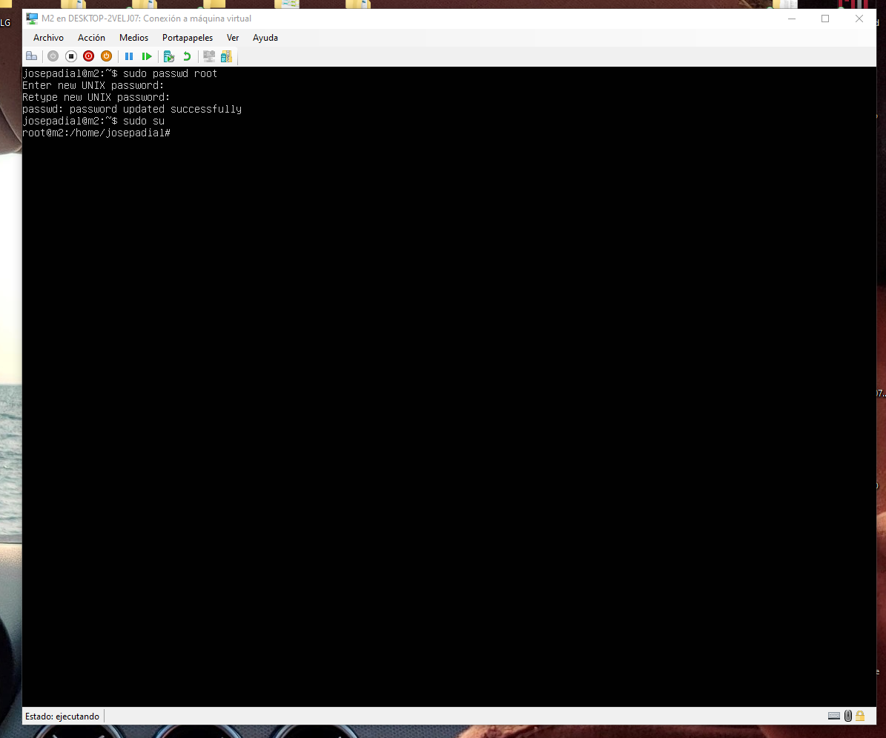 LG
M2 en DESKTOP-2VELJ07: Conexión a máquina virtual
Archivo Acción Medios Portapapeles Ver Ayuda
josepadial@m2:~$ sudo passwd root
Enter new UNIX password:
Retype new UNIX password:
passwd: password updated successfully
josepadial@m2:~$ sudo su
root@m2:/home/josepadial#
Estado: ejecutando